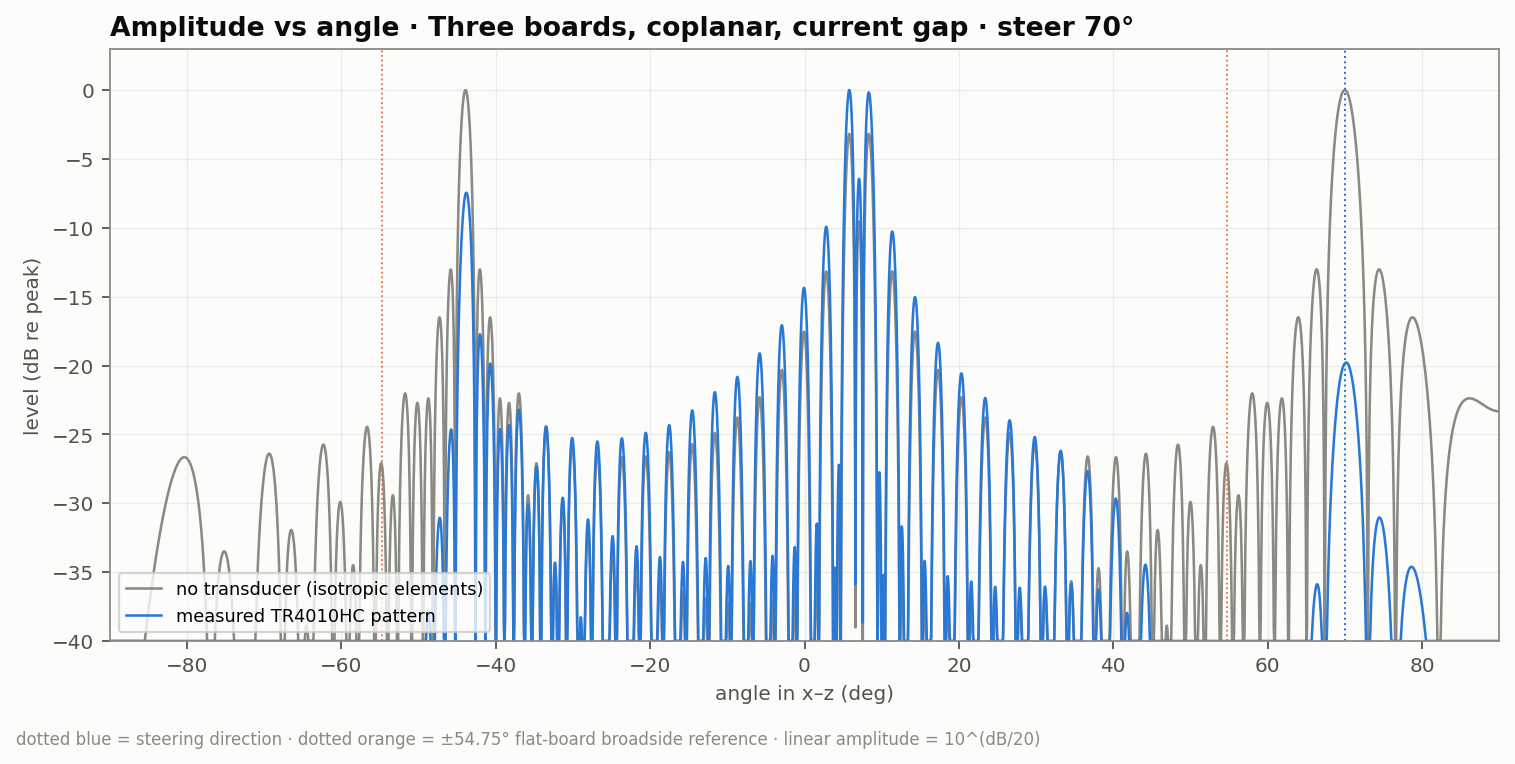 Amplitude vs angle · Three boards, coplanar, current gap · steer 70°
level (dB re peak)
0
−5
−10
−15
−20
−25
−30
−35
−40
no transducer (isotropic elements)
measured TR4010HC pattern
−80 −60 −40 −20 0 20 40 60 80
angle in x–z (deg)
dotted blue = steering direction · dotted orange = ±54.75° flat-board broadside reference · linear amplitude = 10^(dB/20)